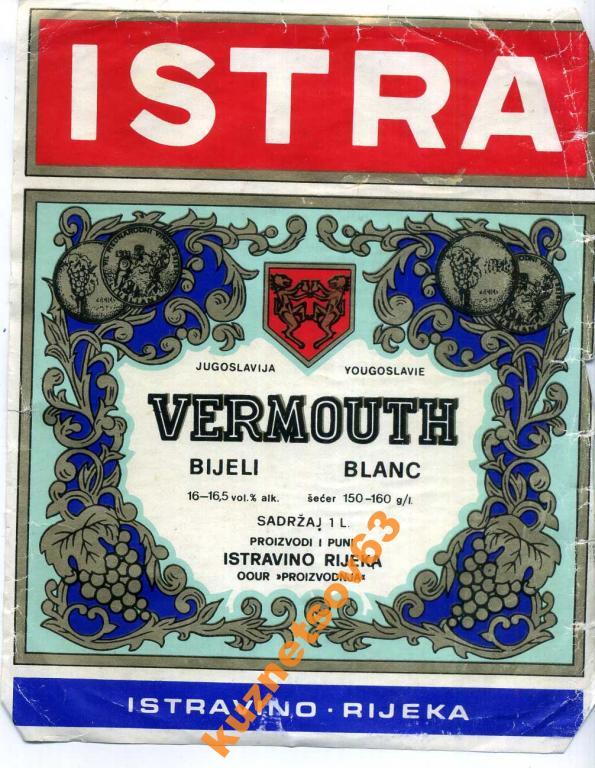 ISTRA
JUGOSLAVIJA YOUGOSLAVIE
VERMOUTH
BIJELI BLANC
16-16,5 vol.% alk. šećer 150-160 g/l.
SADRŽAJ 1 L.
PROIZVODI I PUNI
ISTRAVINO RIJEKA
OOUR »PROIZVODNJA«
ISTRAVINO · RIJEKA
kuznetsov63